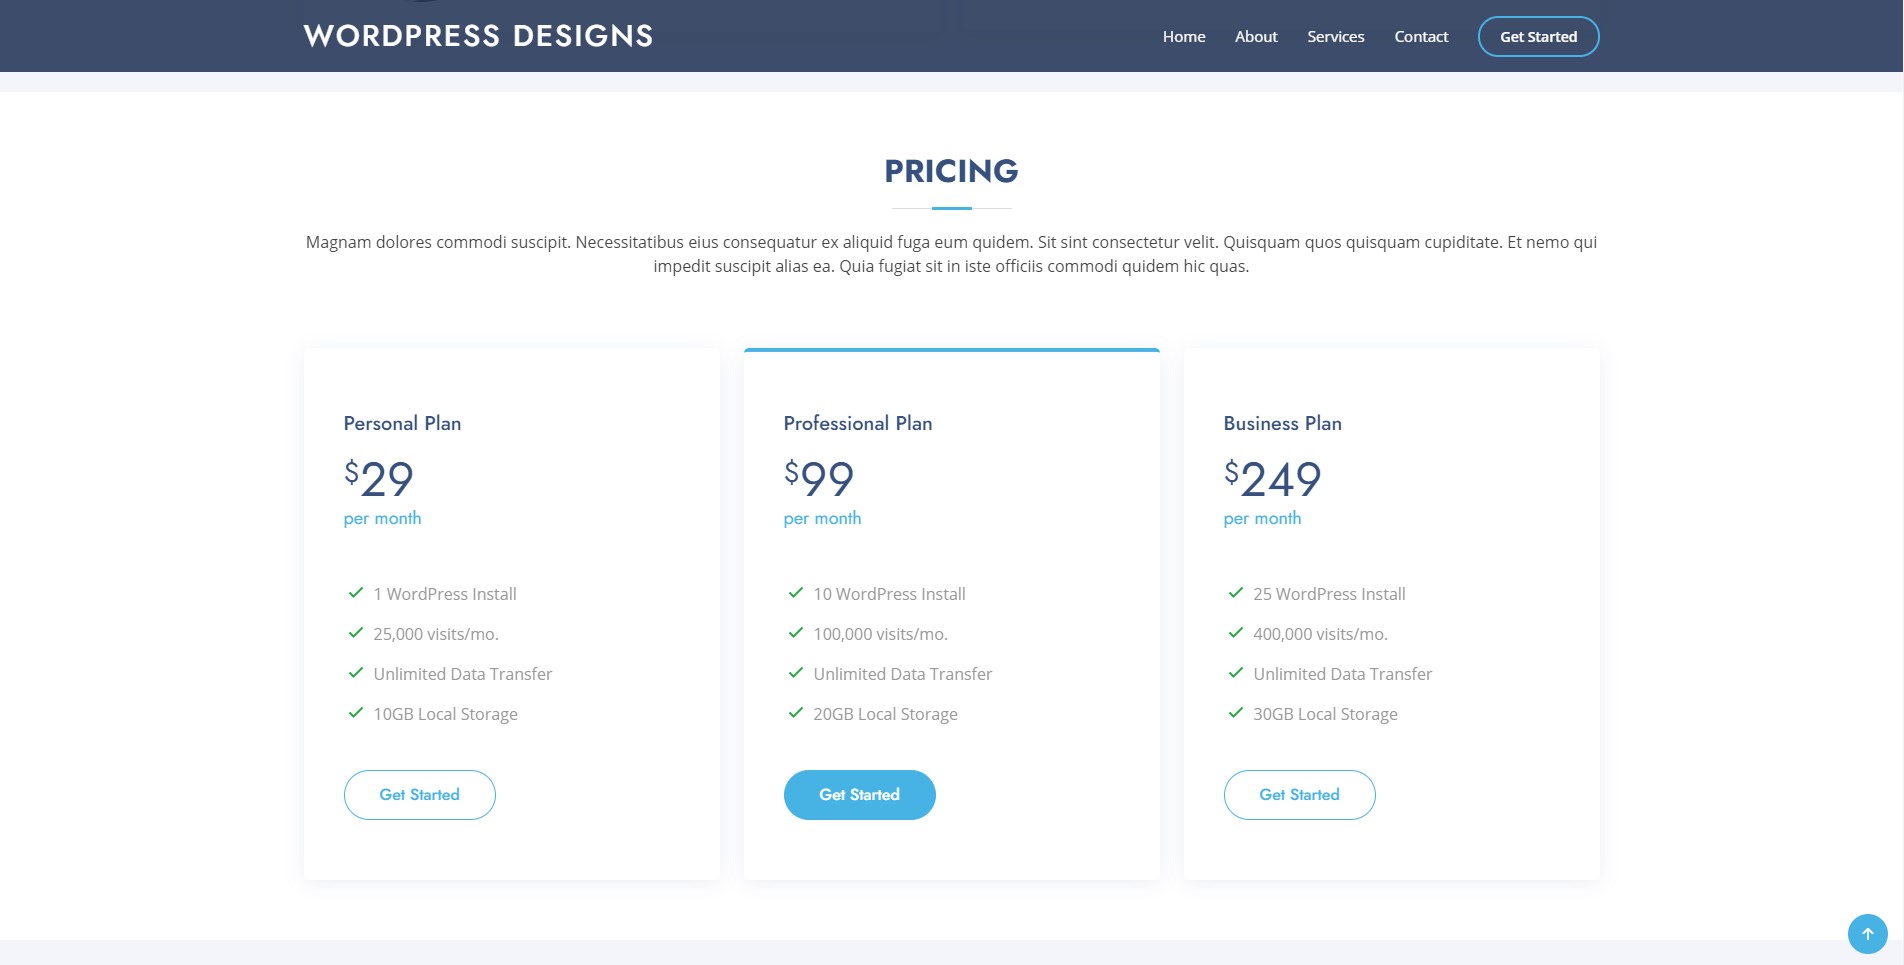 WORDPRESS DESIGNS
Home
About
Services
Contact
Get Started
PRICING
Magnam dolores commodi suscipit. Necessitatibus eius consequatur ex aliquid fuga eum quidem. Sit sint consectetur velit. Quisquam quos quisquam cupiditate. Et nemo qui
impedit suscipit alias ea. Quia fugiat sit in iste officiis commodi quidem hic quas.
Personal Plan
$29
per month
1 WordPress Install
25,000 visits/mo.
Unlimited Data Transfer
10GB Local Storage
Get Started
Professional Plan
$99
per month
10 WordPress Install
100,000 visits/mo.
Unlimited Data Transfer
20GB Local Storage
Get Started
Business Plan
$249
per month
25 WordPress Install
400,000 visits/mo.
Unlimited Data Transfer
30GB Local Storage
Get Started